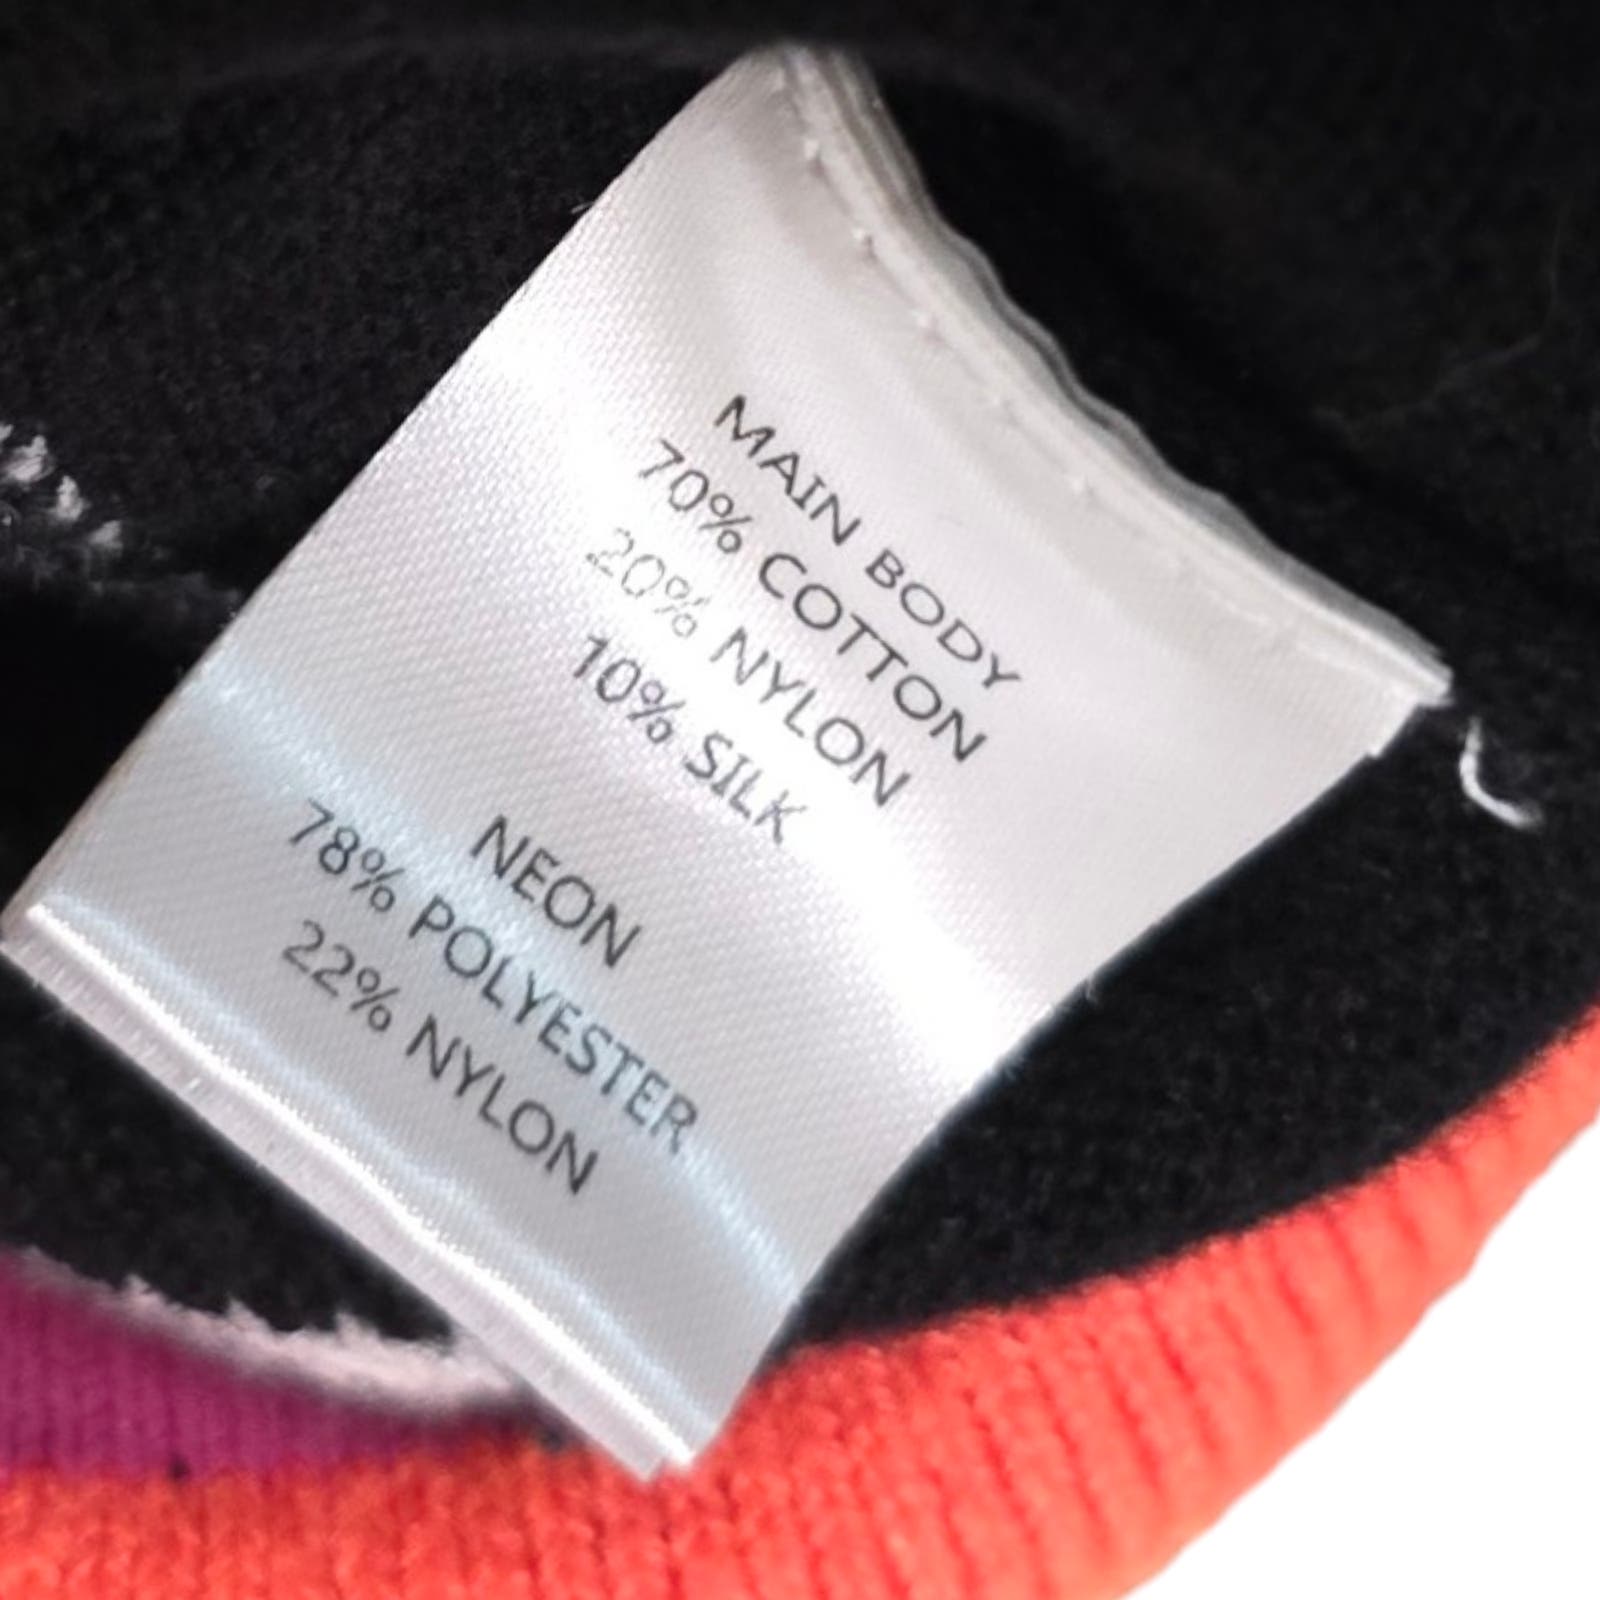 MAIN BODY
70% COTTON
20% NYLON
10% SILK
NEON
78% POLYESTER
22% NYLON